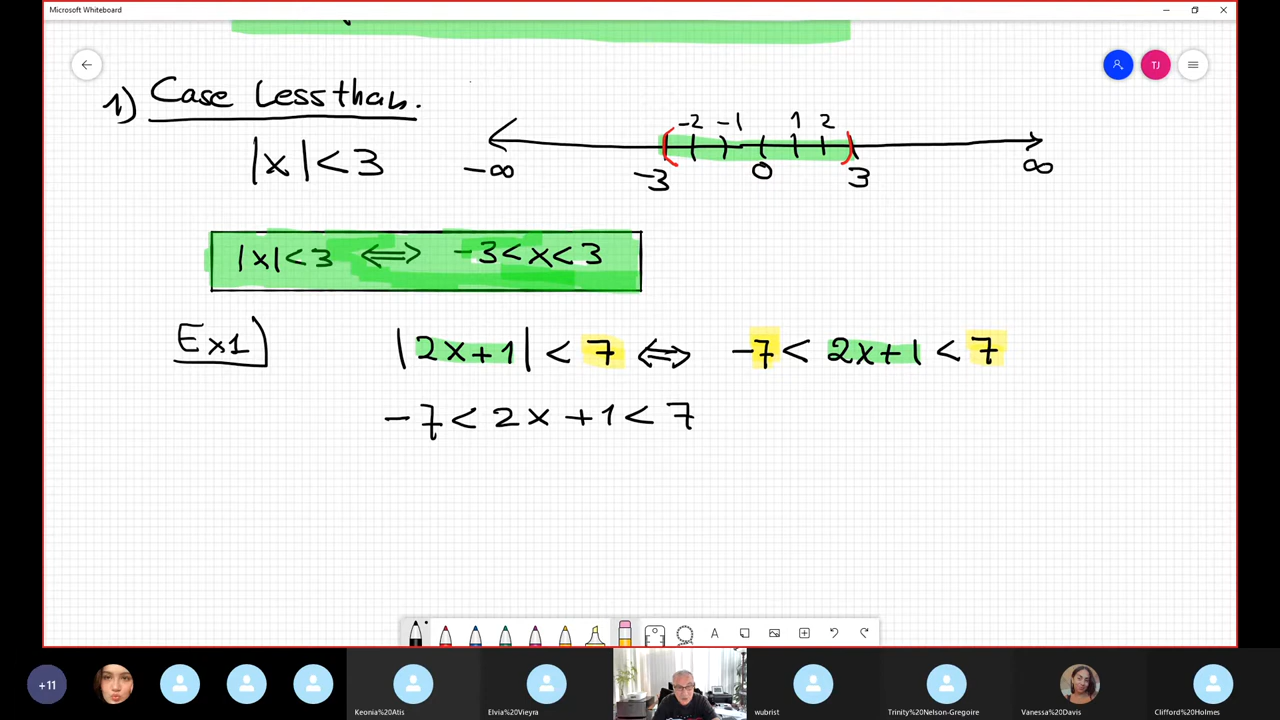 Microsoft Whiteboard
TJ
1) Case Less than.
|x| < 3
-2 -1 1 2
-∞ -3 0 3 ∞
|x| < 3 ⟺ -3 < x < 3
Ex1) |2x+1| < 7 ⟺ -7 < 2x+1 < 7
-7 < 2x+1 < 7
A
+11
Keonia%20Atis
Elvia%20Vieyra
wubrist
Trinity%20Nelson-Gregoire
Vanessa%20Davis
Clifford%20Holmes